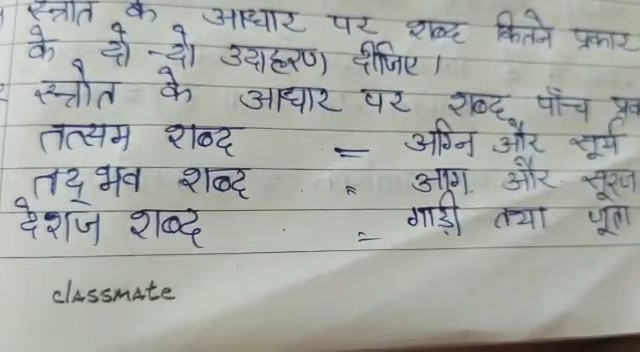 स्त्रोत के आधार पर शब्द कितने प्रकार
के दो-दो उदाहरण दीजिए।
स्त्रोत के आधार पर शब्द पाँच
तत्सम शब्द = अग्नि और सूर्य
तद्भव शब्द = आग और सूरज
देशज शब्द = गाड़ी तथा
classmate